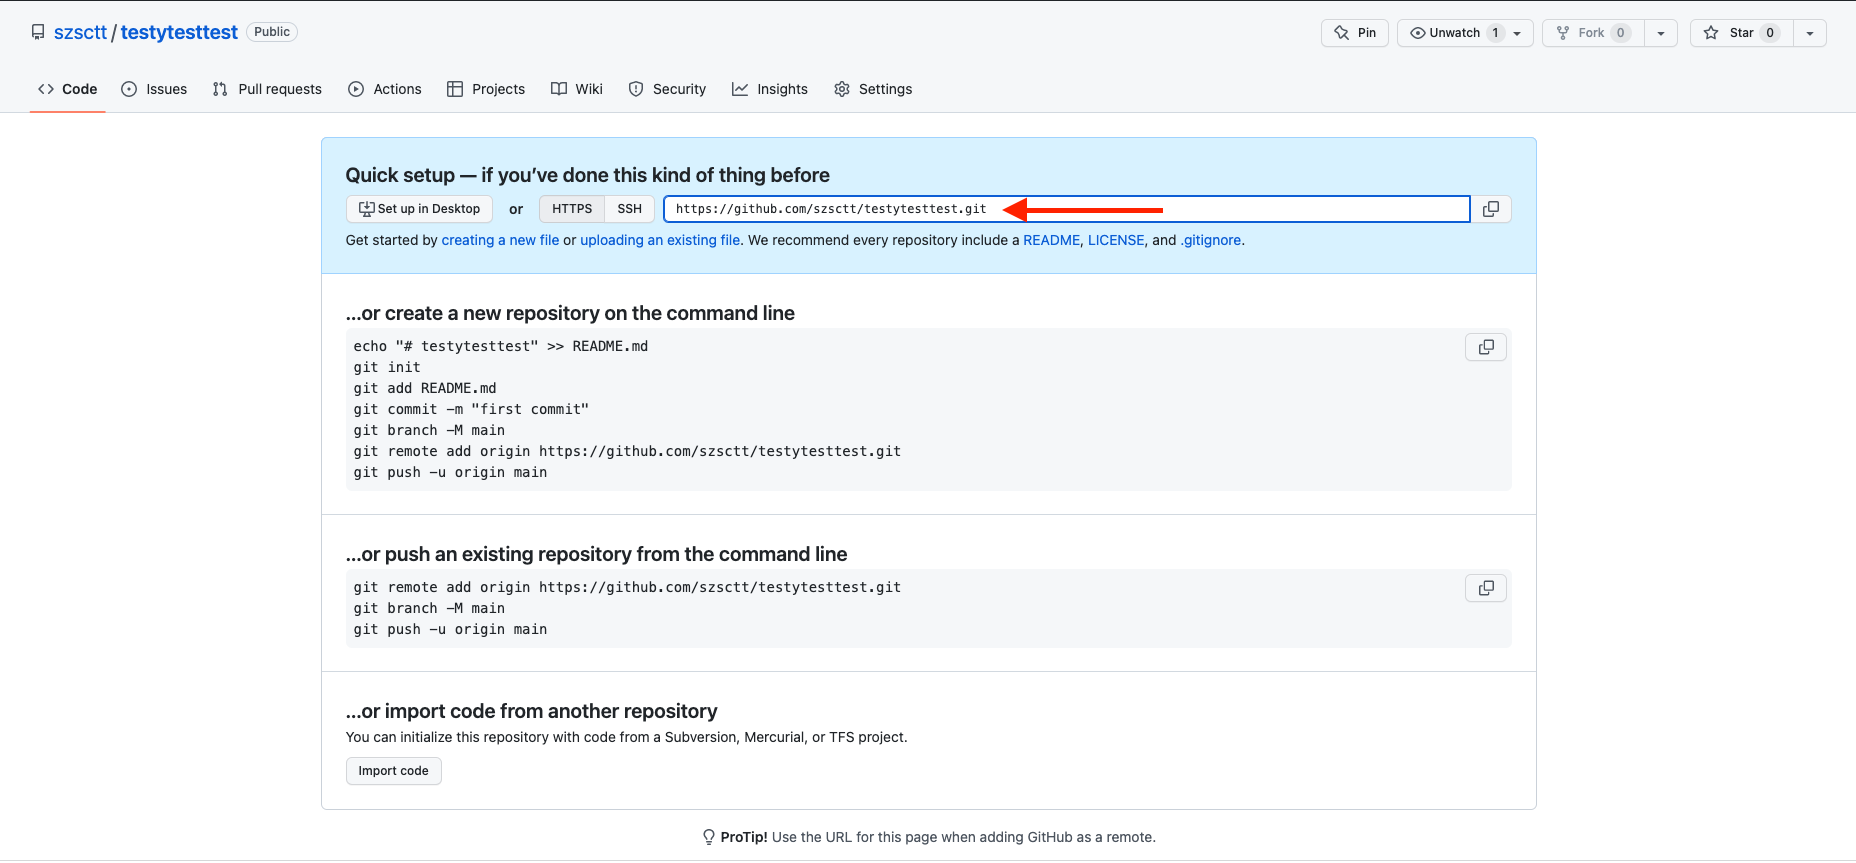 szsctt / testytesttest Public
Pin Unwatch 1 Fork 0 Star 0
Code Issues Pull requests Actions Projects Wiki Security Insights Settings
Quick setup — if you’ve done this kind of thing before
Set up in Desktop or HTTPS SSH https://github.com/szsctt/testytesttest.git
Get started by creating a new file or uploading an existing file. We recommend every repository include a README, LICENSE, and .gitignore.
…or create a new repository on the command line
echo "# testytesttest" >> README.md
git init
git add README.md
git commit -m "first commit"
git branch -M main
git remote add origin https://github.com/szsctt/testytesttest.git
git push -u origin main
…or push an existing repository from the command line
git remote add origin https://github.com/szsctt/testytesttest.git
git branch -M main
git push -u origin main
…or import code from another repository
You can initialize this repository with code from a Subversion, Mercurial, or TFS project.
Import code
ProTip! Use the URL for this page when adding GitHub as a remote.